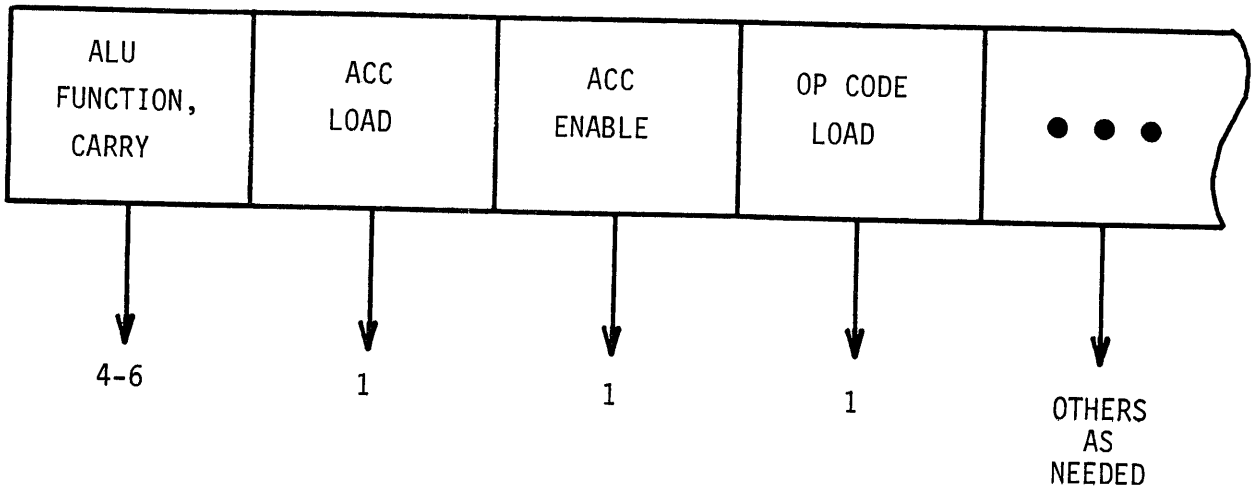 ALU
FUNCTION,
CARRY
ACC
LOAD
ACC
ENABLE
OP CODE
LOAD
4-6
1
1
1
OTHERS
AS
NEEDED